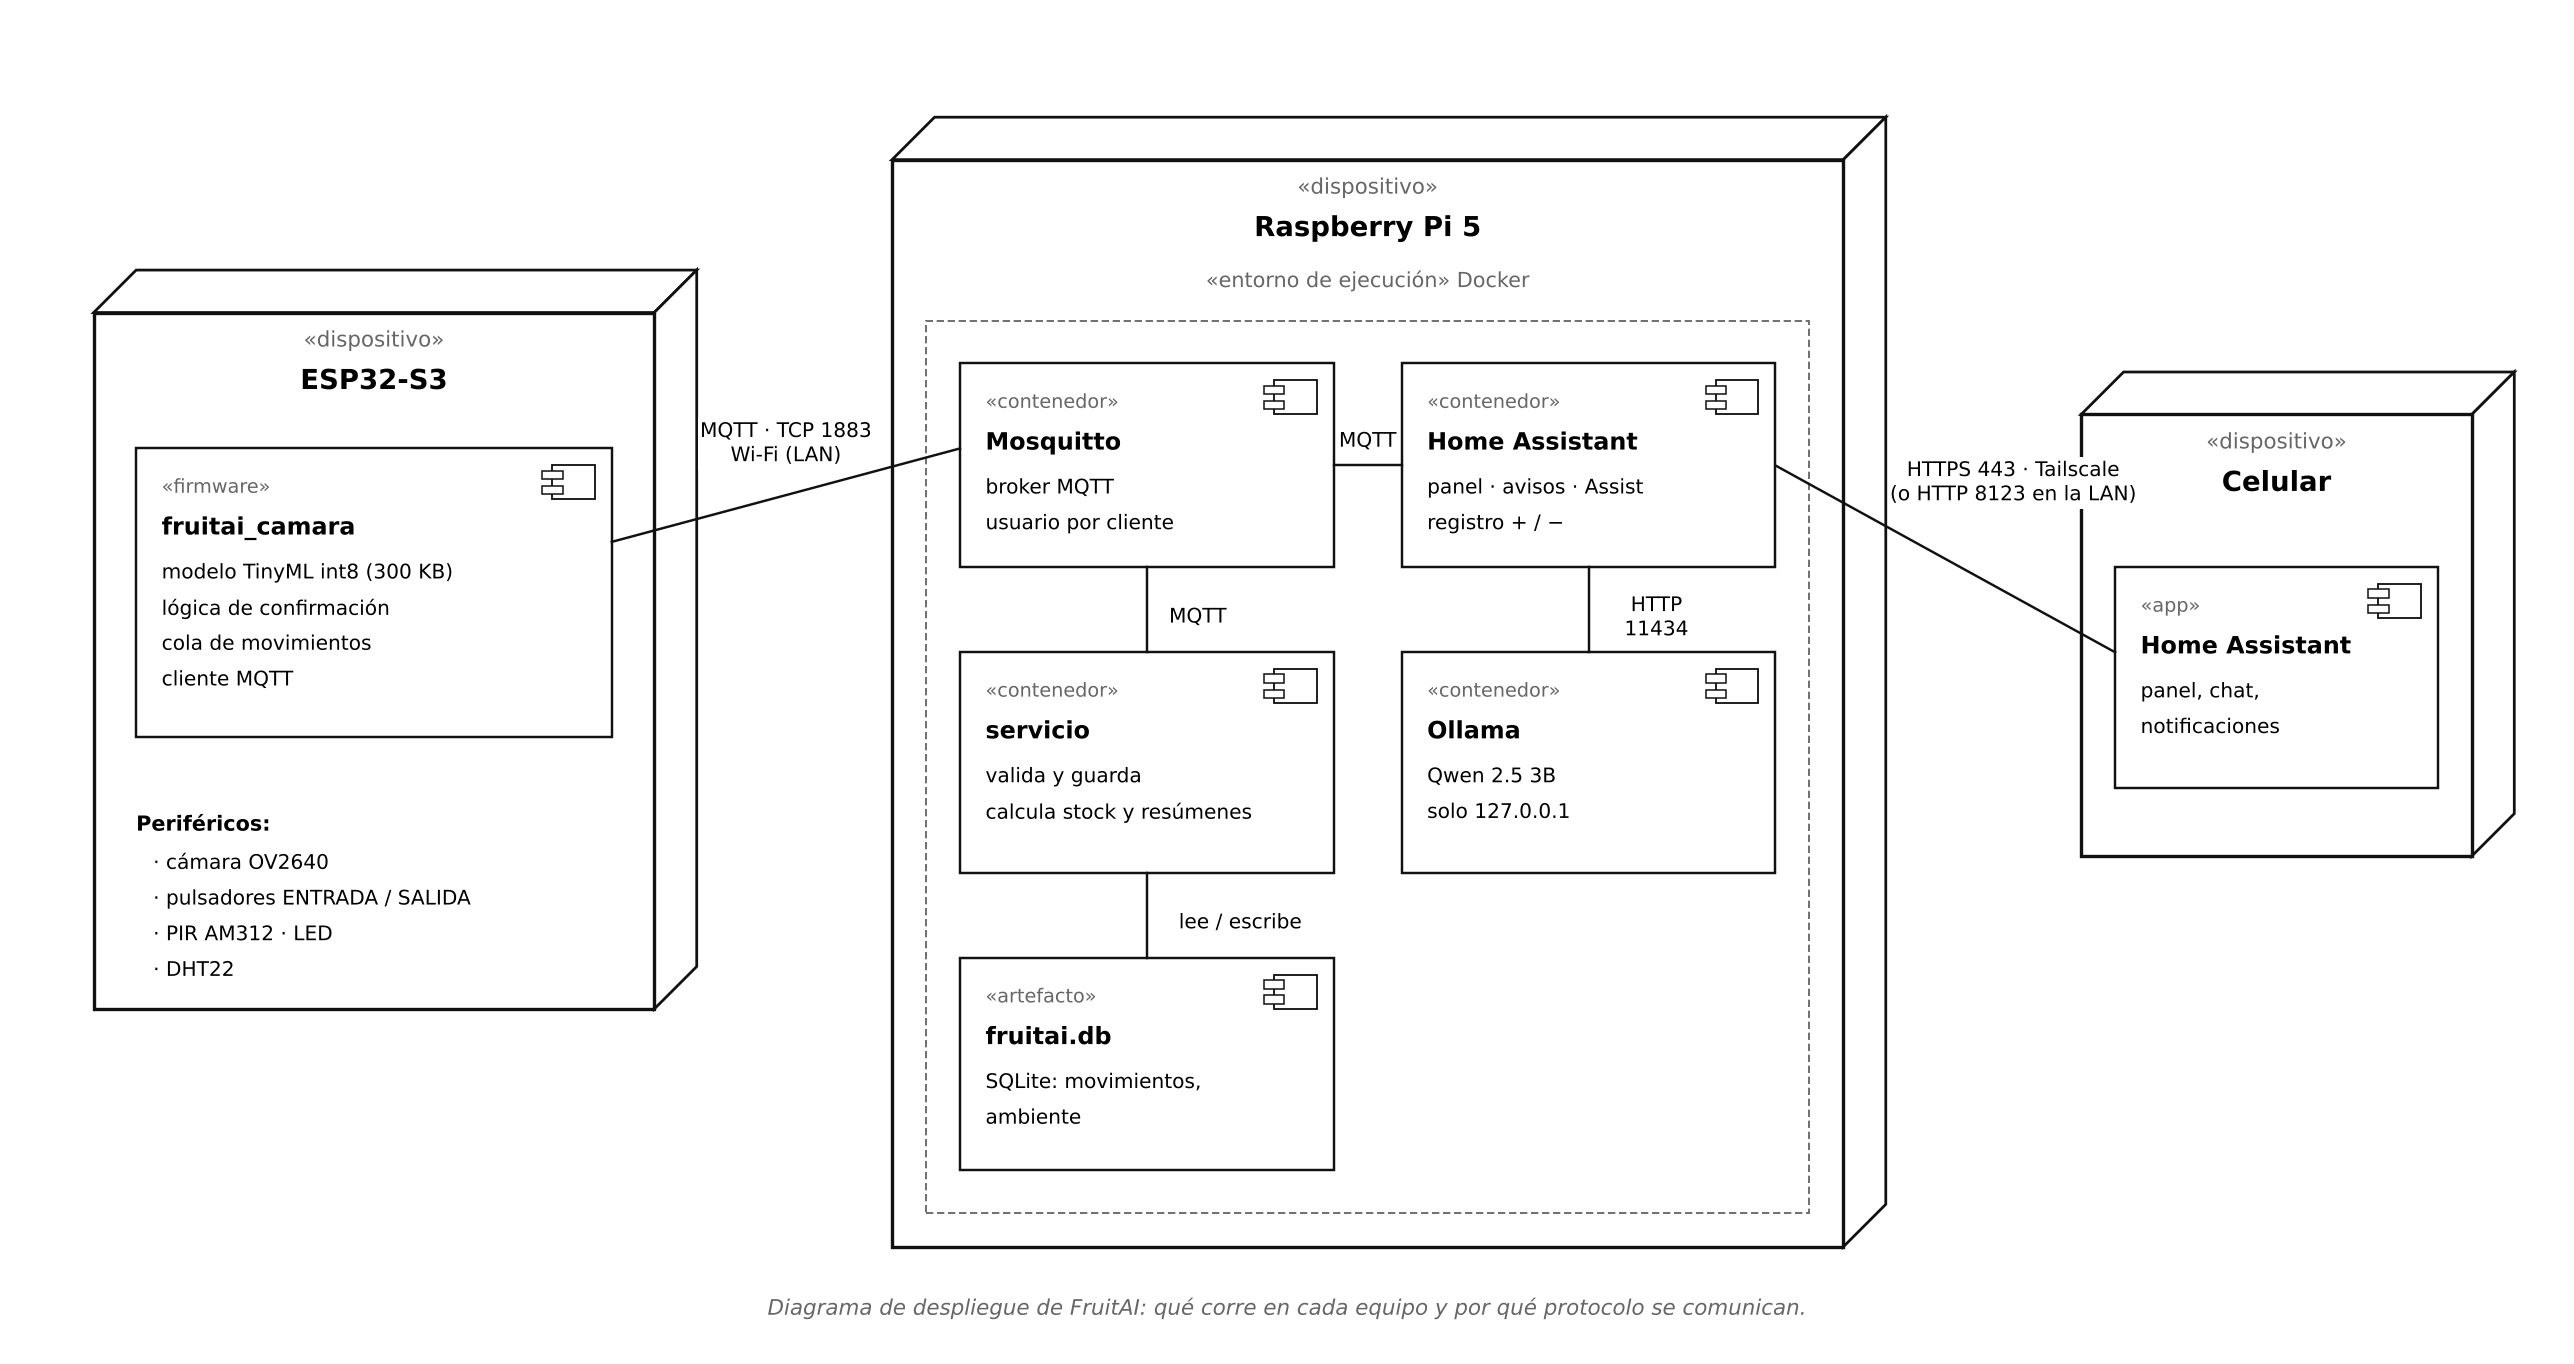 «dispositivo»
ESP32-S3
«firmware»
fruitai_camara
modelo TinyML int8 (300 KB)
lógica de confirmación
cola de movimientos
cliente MQTT
Periféricos:
· cámara OV2640
· pulsadores ENTRADA / SALIDA
· PIR AM312 · LED
· DHT22
MQTT · TCP 1883
Wi-Fi (LAN)
«dispositivo»
Raspberry Pi 5
«entorno de ejecución» Docker
«contenedor»
Mosquitto
broker MQTT
usuario por cliente
MQTT
«contenedor»
Home Assistant
panel · avisos · Assist
registro + / −
MQTT
HTTP
11434
«contenedor»
servicio
valida y guarda
calcula stock y resúmenes
«contenedor»
Ollama
Qwen 2.5 3B
solo 127.0.0.1
lee / escribe
«artefacto»
fruitai.db
SQLite: movimientos,
ambiente
HTTPS 443 · Tailscale
(o HTTP 8123 en la LAN)
«dispositivo»
Celular
«app»
Home Assistant
panel, chat,
notificaciones
Diagrama de despliegue de FruitAI: qué corre en cada equipo y por qué protocolo se comunican.